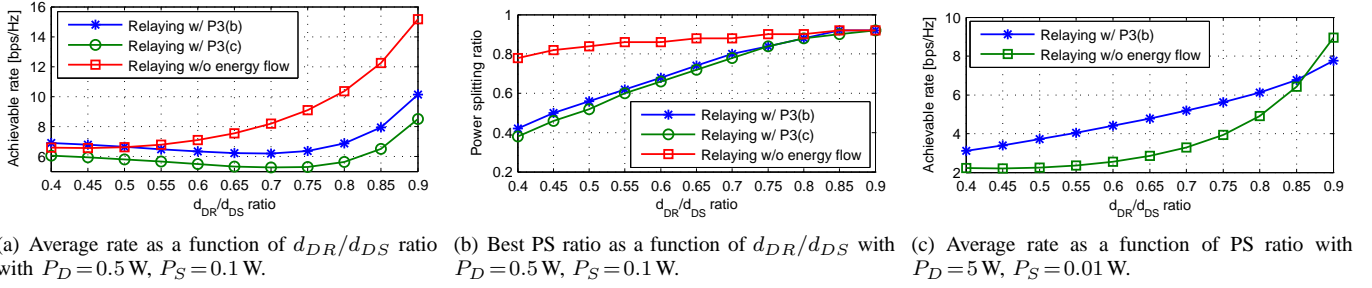 16
14
12
10
8
6
Achievable rate [bps/Hz]
Relaying w/ P3(b)
Relaying w/ P3(c)
Relaying w/o energy flow
0.4 0.45 0.5 0.55 0.6 0.65 0.7 0.75 0.8 0.85 0.9
d_DR/d_DS ratio
(a) Average rate as a function of d_DR/d_DS ratio
with P_D = 0.5 W, P_S = 0.1 W.
1
0.8
0.6
0.4
0.2
Power splitting ratio
Relaying w/ P3(b)
Relaying w/ P3(c)
Relaying w/o energy flow
0.4 0.45 0.5 0.55 0.6 0.65 0.7 0.75 0.8 0.85 0.9
d_DR/d_DS ratio
(b) Best PS ratio as a function of d_DR/d_DS with
P_D = 0.5 W, P_S = 0.1 W.
10
8
6
4
2
Achievable rate [bps/Hz]
Relaying w/ P3(b)
Relaying w/o energy flow
0.4 0.45 0.5 0.55 0.6 0.65 0.7 0.75 0.8 0.85 0.9
d_DR/d_DS ratio
(c) Average rate as a function of PS ratio with
P_D = 5 W, P_S = 0.01 W.